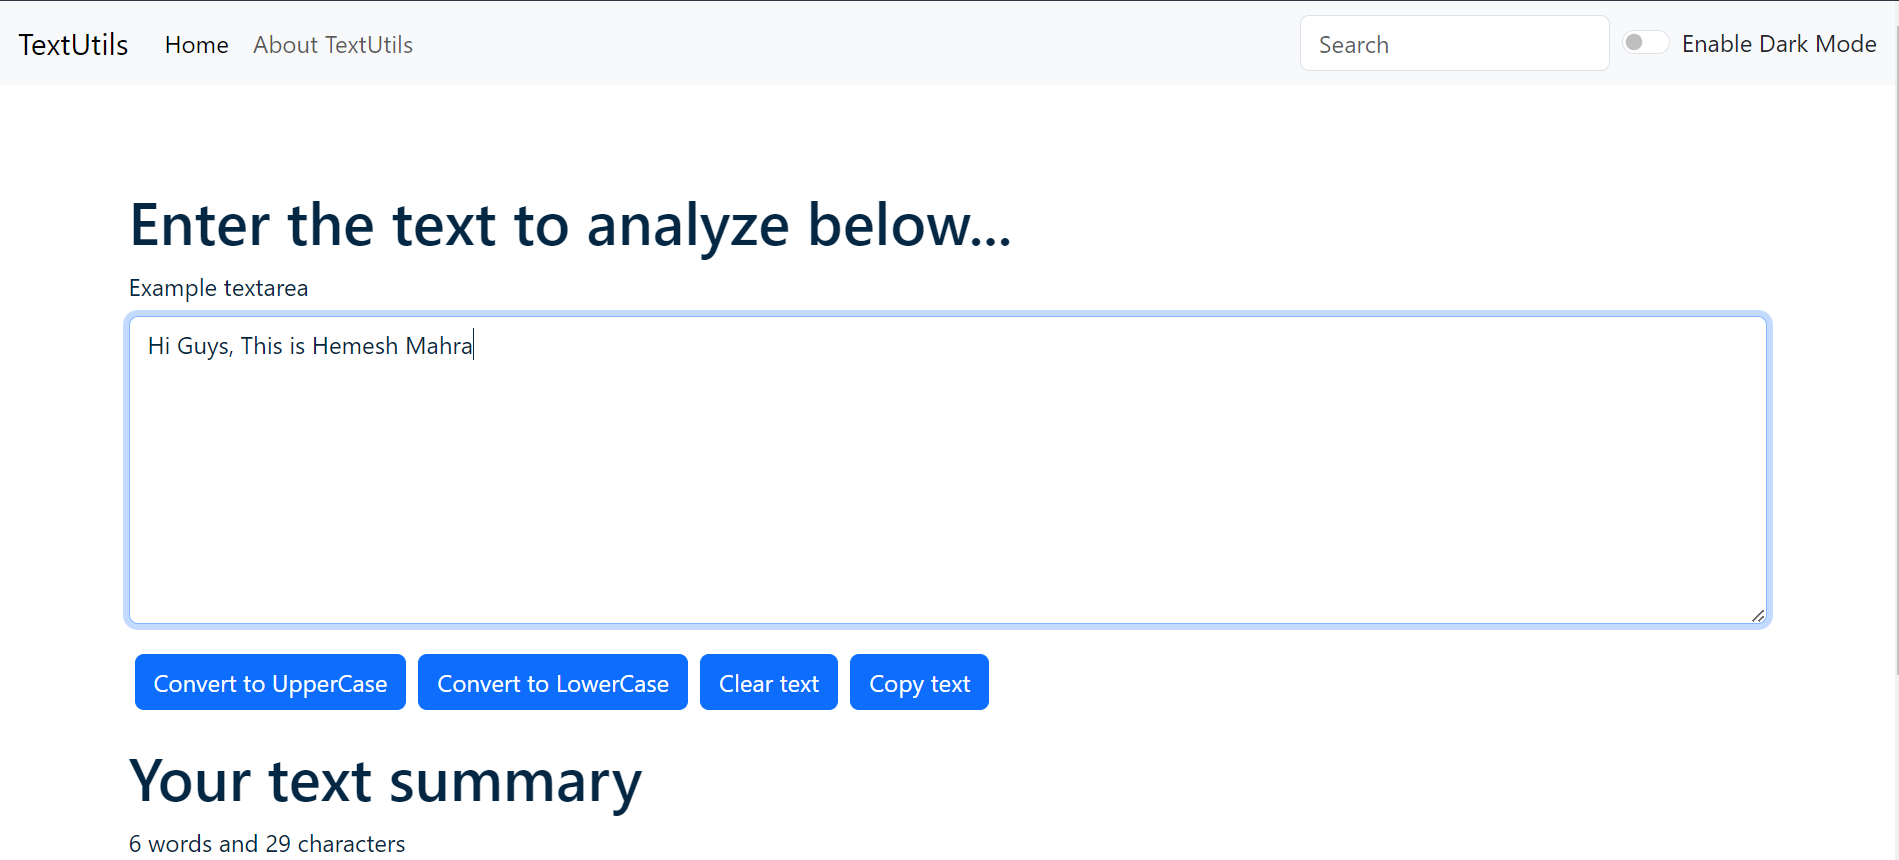 TextUtils Home About TextUtils Search Enable Dark Mode
Enter the text to analyze below...
Example textarea
Hi Guys, This is Hemesh Mahra
Convert to UpperCase Convert to LowerCase Clear text Copy text
Your text summary
6 words and 29 characters